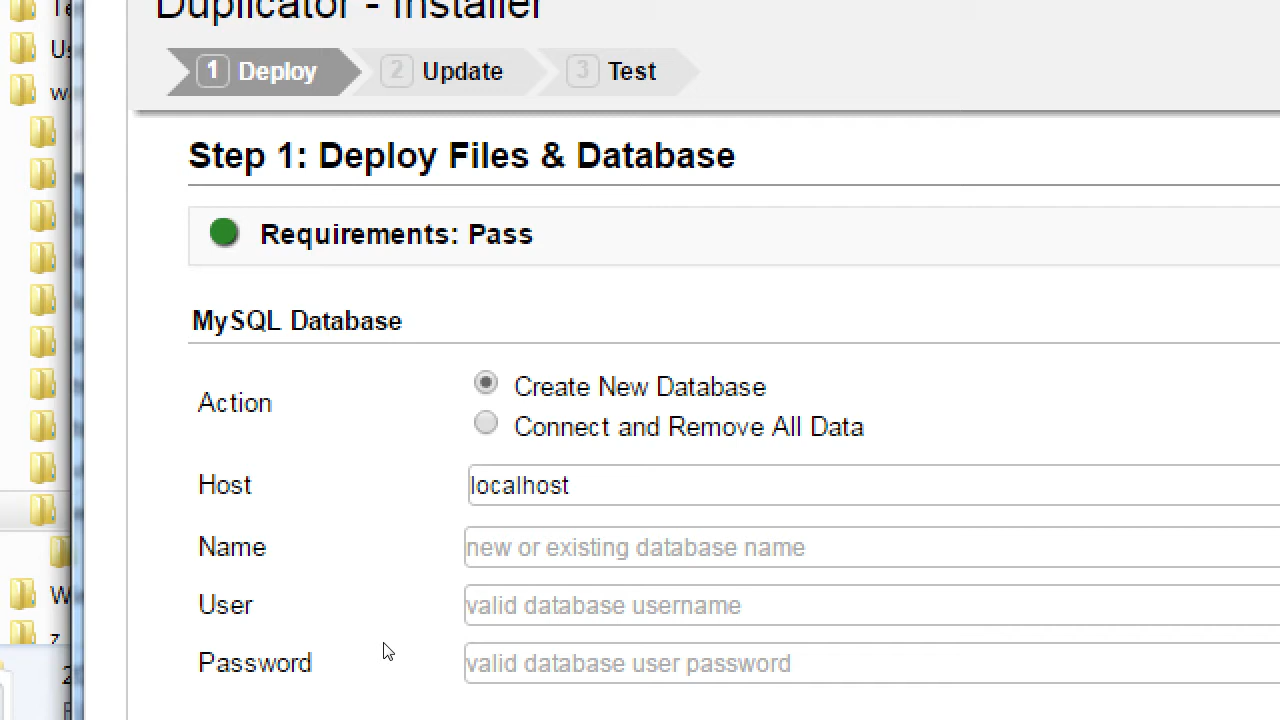 Duplicator - Installer
1 Deploy
2 Update
3 Test
Step 1: Deploy Files & Database
Requirements: Pass
MySQL Database
Action
Create New Database
Connect and Remove All Data
Host
localhost
Name
new or existing database name
User
valid database username
Password
valid database user password